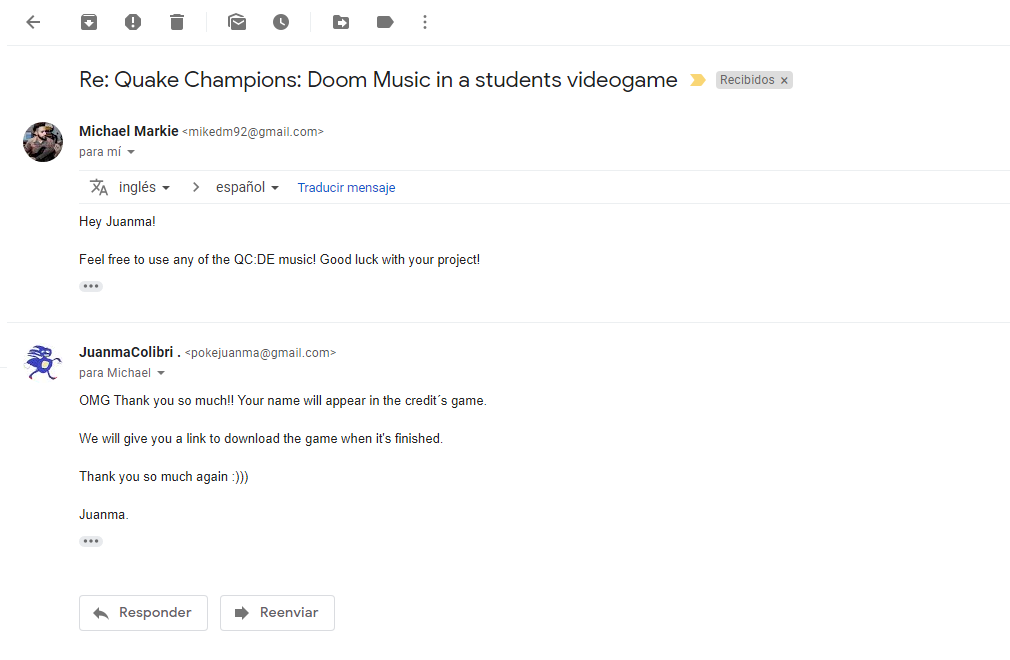 Re: Quake Champions: Doom Music in a students videogame Recibidos ×
Michael Markie <mikedm92@gmail.com>
para mí
inglés > español Traducir mensaje
Hey Juanma!
Feel free to use any of the QC:DE music! Good luck with your project!
JuanmaColibri . <pokejuanma@gmail.com>
para Michael
OMG Thank you so much!! Your name will appear in the credit´s game.
We will give you a link to download the game when it's finished.
Thank you so much again :)))
Juanma.
Responder Reenviar